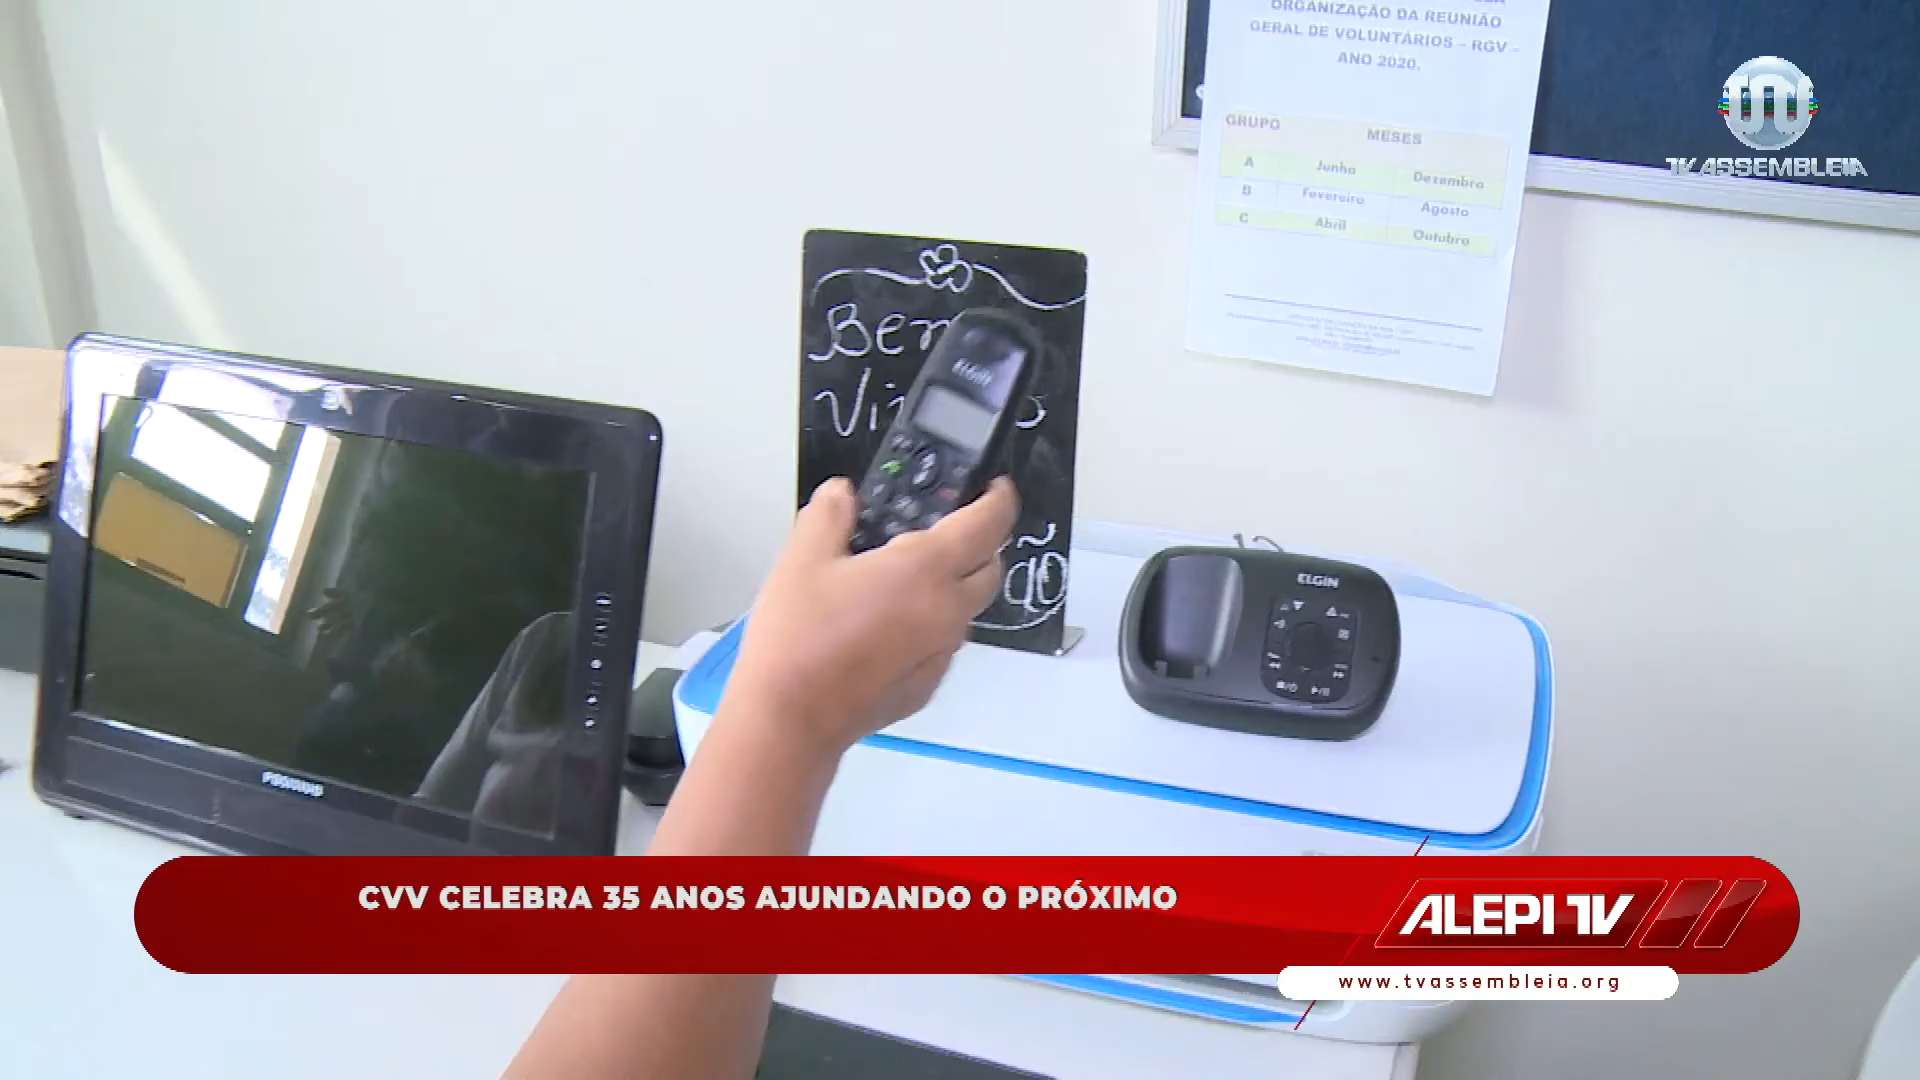 ORGANIZAÇÃO DA REUNIÃO
GERAL DE VOLUNTÁRIOS – RGV –
ANO 2020.
GRUPO MESES
A Junho Dezembro
B Fevereiro Agosto
C Abril Outubro
TV ASSEMBLEIA
ELGIN
ELGIN
POSITIVO
CVV CELEBRA 35 ANOS AJUNDANDO O PRÓXIMO
ALEPI TV
www.tvassembleia.org